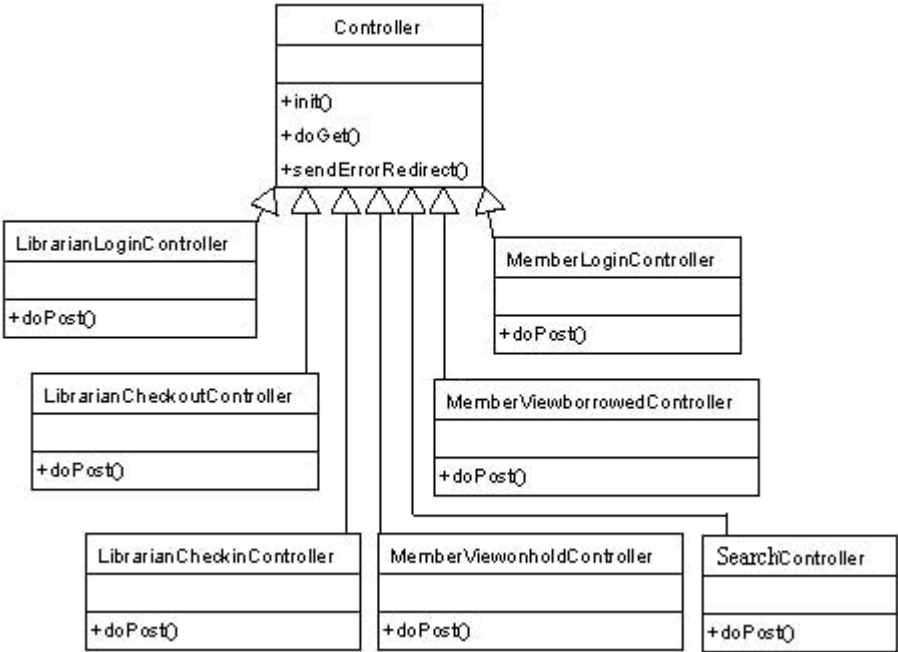 Controller
+init()
+doGet()
+sendErrorRedirect()
LibrarianLoginController
+doPost()
MemberLoginController
+doPost()
LibrarianCheckoutController
+doPost()
MemberViewborrowedController
+doPost()
LibrarianCheckinController
+doPost()
MemberViewonholdController
+doPost()
SearchController
+doPost()